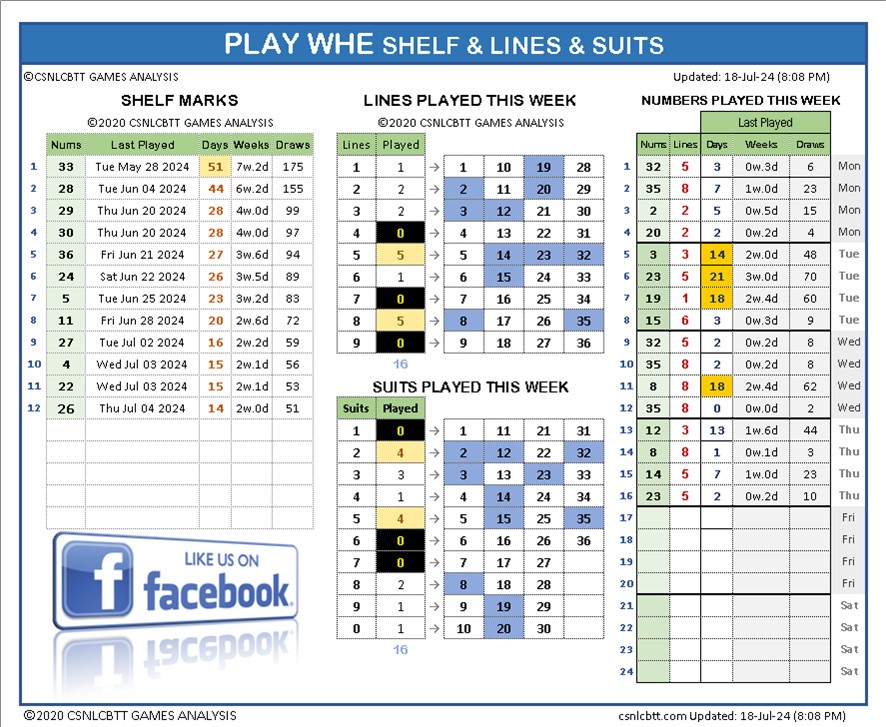 PLAY WHE SHELF & LINES & SUITS
©CSNLCBTT GAMES ANALYSIS
Updated: 18-Jul-24 (8:08 PM)
SHELF MARKS
©2020 CSNLCBTT GAMES ANALYSIS
Nums Last Played Days Weeks Draws
1 33 Tue May 28 2024 51 7w.2d 175
2 28 Tue Jun 04 2024 44 6w.2d 155
3 29 Thu Jun 20 2024 28 4w.0d 99
4 30 Thu Jun 20 2024 28 4w.0d 97
5 36 Fri Jun 21 2024 27 3w.6d 94
6 24 Sat Jun 22 2024 26 3w.5d 89
7 5 Tue Jun 25 2024 23 3w.2d 83
8 11 Fri Jun 28 2024 20 2w.6d 72
9 27 Tue Jul 02 2024 16 2w.2d 59
10 4 Wed Jul 03 2024 15 2w.1d 56
11 22 Wed Jul 03 2024 15 2w.1d 53
12 26 Thu Jul 04 2024 14 2w.0d 51
LIKE US ON
f facebook.
LINES PLAYED THIS WEEK
©2020 CSNLCBTT GAMES ANALYSIS
Lines Played
1 1 → 1 10 19 28
2 2 → 2 11 20 29
3 2 → 3 12 21 30
4 0 → 4 13 22 31
5 5 → 5 14 23 32
6 1 → 6 15 24 33
7 0 → 7 16 25 34
8 5 → 8 17 26 35
9 0 → 9 18 27 36
16
SUITS PLAYED THIS WEEK
Suits Played
1 0 → 1 11 21 31
2 4 → 2 12 22 32
3 3 → 3 13 23 33
4 1 → 4 14 24 34
5 4 → 5 15 25 35
6 0 → 6 16 26 36
7 0 → 7 17 27
8 2 → 8 18 28
9 1 → 9 19 29
0 1 → 10 20 30
16
NUMBERS PLAYED THIS WEEK
Last Played
Nums Lines Days Weeks Draws
1 32 5 3 0w.3d 6 Mon
2 35 8 7 1w.0d 23 Mon
3 2 2 5 0w.5d 15 Mon
4 20 2 2 0w.2d 4 Mon
5 3 3 14 2w.0d 48 Tue
6 23 5 21 3w.0d 70 Tue
7 19 1 18 2w.4d 60 Tue
8 15 6 3 0w.3d 9 Tue
9 32 5 2 0w.2d 8 Wed
10 35 8 2 0w.2d 8 Wed
11 8 8 18 2w.4d 62 Wed
12 35 8 0 0w.0d 2 Wed
13 12 3 13 1w.6d 44 Thu
14 8 8 1 0w.1d 3 Thu
15 14 5 7 1w.0d 23 Thu
16 23 5 2 0w.2d 10 Thu
17 Fri
18 Fri
19 Fri
20 Fri
21 Sat
22 Sat
23 Sat
24 Sat
©2020 CSNLCBTT GAMES ANALYSIS
csnlcbtt.com Updated: 18-Jul-24 (8:08 PM)